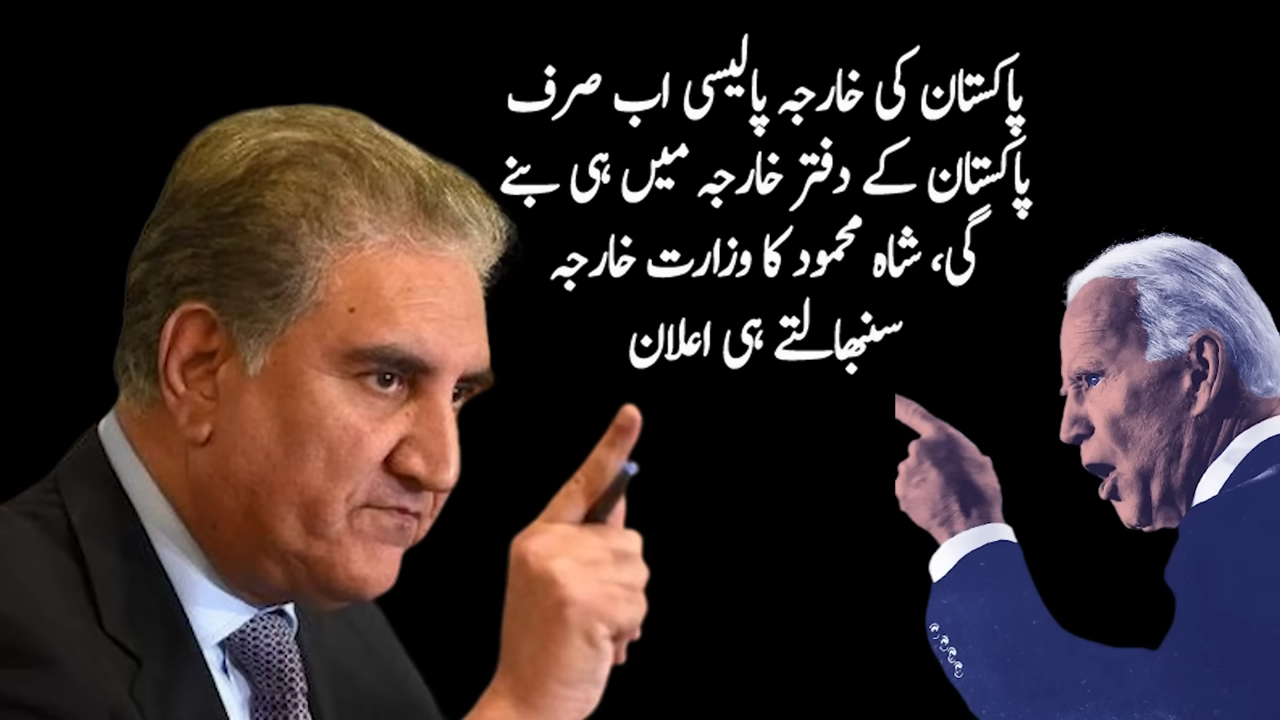 پاکستان کی خارجہ پالیسی اب صرف
پاکستان کے دفتر خارجہ میں ہی بنے
گی، شاہ محمود کا وزارت خارجہ
سنبھالتے ہی اعلان